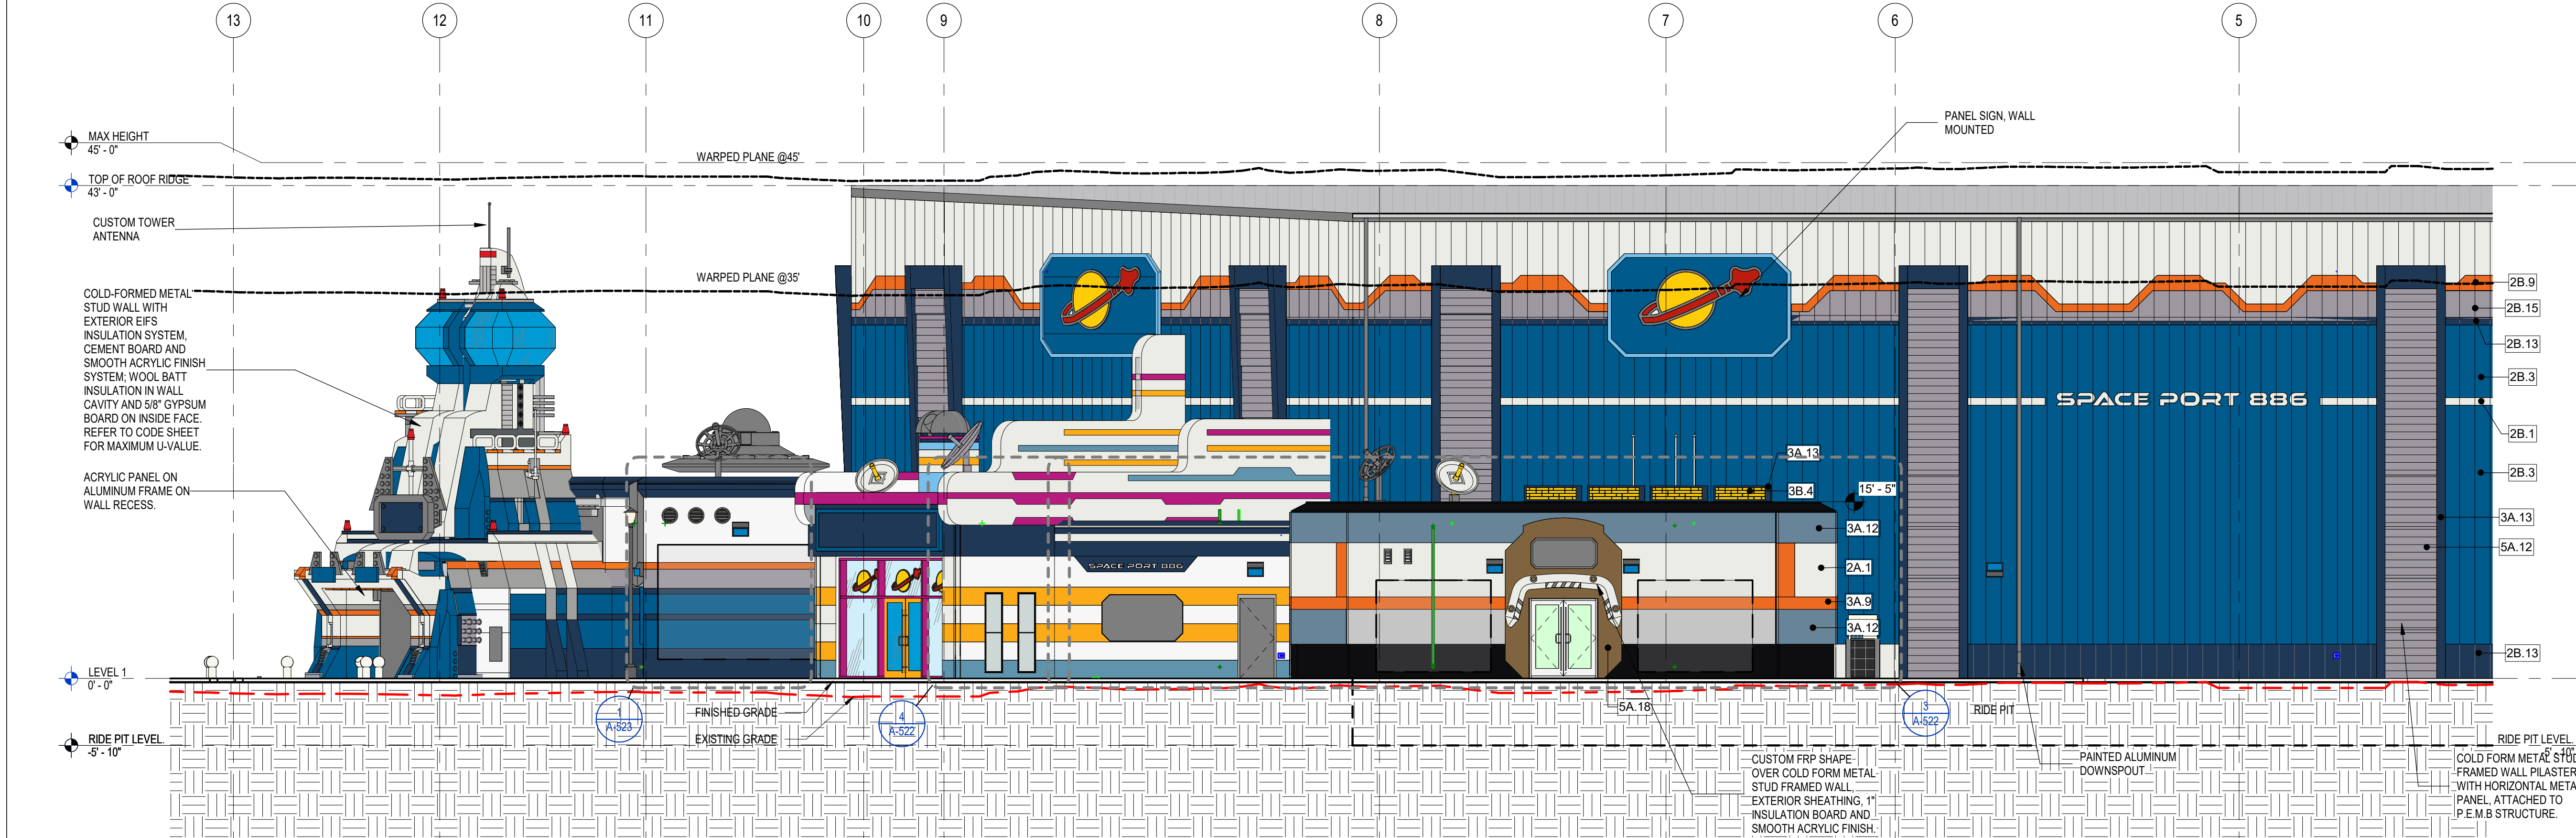 13
12
11
10
9
8
7
6
5
MAX HEIGHT
45' - 0"
TOP OF ROOF RIDGE
43' - 0"
WARPED PLANE @45'
PANEL SIGN, WALL
MOUNTED
CUSTOM TOWER
ANTENNA
WARPED PLANE @35'
COLD-FORMED METAL
STUD WALL WITH
EXTERIOR EIFS
INSULATION SYSTEM,
CEMENT BOARD AND
SMOOTH ACRYLIC FINISH
SYSTEM; WOOL BATT
INSULATION IN WALL
CAVITY AND 5/8" GYPSUM
BOARD ON INSIDE FACE.
REFER TO CODE SHEET
FOR MAXIMUM U-VALUE.
ACRYLIC PANEL ON
ALUMINUM FRAME ON
WALL RECESS.
2B.9
2B.15
2B.13
2B.3
SPACE PORT 886
2B.1
2B.3
3A.13
3B.4
15' - 5"
3A.12
2A.1
3A.9
3A.12
3A.13
5A.12
2B.13
SPACE PORT 886
LEVEL 1
0' - 0"
5A.18
1
A-523
FINISHED GRADE
4
A-522
EXISTING GRADE
3
A-522
RIDE PIT
RIDE PIT LEVEL
-5' - 10"
RIDE PIT LEVEL
-5' - 10"
CUSTOM FRP SHAPE
OVER COLD FORM METAL
STUD FRAMED WALL,
EXTERIOR SHEATHING, 1"
INSULATION BOARD AND
SMOOTH ACRYLIC FINISH.
PAINTED ALUMINUM
DOWNSPOUT
COLD FORM METAL STUD
FRAMED WALL PILASTER
WITH HORIZONTAL META
PANEL, ATTACHED TO
P.E.M.B STRUCTURE.